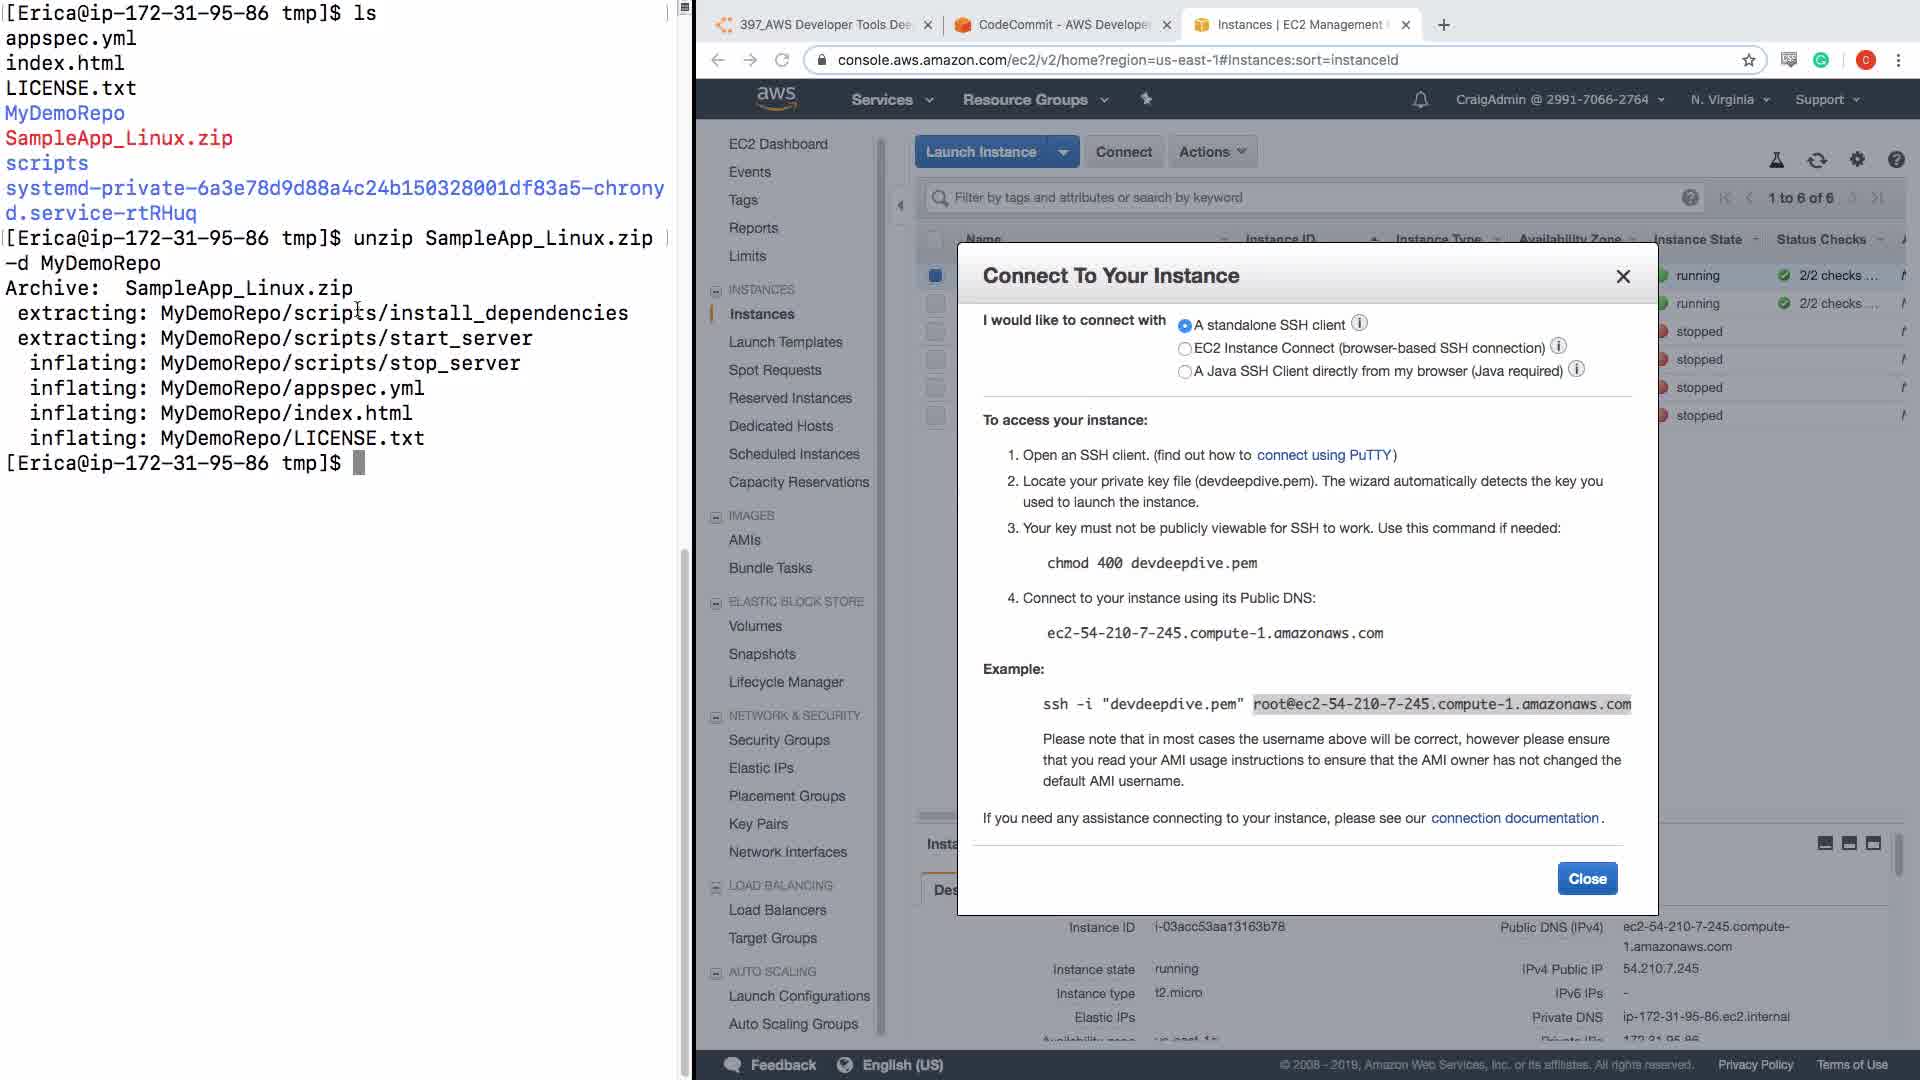 [Erica@ip-172-31-95-86 tmp]$ ls
appspec.yml
index.html
LICENSE.txt
MyDemoRepo
SampleApp_Linux.zip
scripts
systemd-private-6a3e78d9d88a4c24b150328001df83a5-chrony
d.service-rtRHuq
[Erica@ip-172-31-95-86 tmp]$ unzip SampleApp_Linux.zip
-d MyDemoRepo
Archive:  SampleApp_Linux.zip
extracting: MyDemoRepo/scripts/install_dependencies
extracting: MyDemoRepo/scripts/start_server
inflating: MyDemoRepo/scripts/stop_server
inflating: MyDemoRepo/appspec.yml
inflating: MyDemoRepo/index.html
inflating: MyDemoRepo/LICENSE.txt
[Erica@ip-172-31-95-86 tmp]$
397_AWS Developer Tools Dee
CodeCommit - AWS Developer
Instances | EC2 Management
console.aws.amazon.com/ec2/v2/home?region=us-east-1#Instances:sort=instanceId
C
aws
Services
Resource Groups
CraigAdmin @ 2991-7066-2764
N. Virginia
Support
EC2 Dashboard
Events
Tags
Reports
Limits
INSTANCES
Instances
Launch Templates
Spot Requests
Reserved Instances
Dedicated Hosts
Scheduled Instances
Capacity Reservations
IMAGES
AMIs
Bundle Tasks
ELASTIC BLOCK STORE
Volumes
Snapshots
Lifecycle Manager
NETWORK & SECURITY
Security Groups
Elastic IPs
Placement Groups
Key Pairs
Network Interfaces
LOAD BALANCING
Load Balancers
Target Groups
AUTO SCALING
Launch Configurations
Auto Scaling Groups
Launch Instance
Connect
Actions
Filter by tags and attributes or search by keyword
1 to 6 of 6
Name Instance ID Instance Type Availability Zone Instance State Status Checks
running 2/2 checks ...
running 2/2 checks ...
stopped
stopped
stopped
stopped
Connect To Your Instance
I would like to connect with
A standalone SSH client
EC2 Instance Connect (browser-based SSH connection)
A Java SSH Client directly from my browser (Java required)
To access your instance:
1. Open an SSH client. (find out how to connect using PuTTY)
2. Locate your private key file (devdeepdive.pem). The wizard automatically detects the key you
used to launch the instance.
3. Your key must not be publicly viewable for SSH to work. Use this command if needed:
chmod 400 devdeepdive.pem
4. Connect to your instance using its Public DNS:
ec2-54-210-7-245.compute-1.amazonaws.com
Example:
ssh -i "devdeepdive.pem" root@ec2-54-210-7-245.compute-1.amazonaws.com
Please note that in most cases the username above will be correct, however please ensure
that you read your AMI usage instructions to ensure that the AMI owner has not changed the
default AMI username.
If you need any assistance connecting to your instance, please see our connection documentation.
Close
Insta
Des
Instance ID i-03acc53aa13163b78
Instance state running
Instance type t2.micro
Elastic IPs
Availability zone us-east-1c
Public DNS (IPv4) ec2-54-210-7-245.compute-
1.amazonaws.com
IPv4 Public IP 54.210.7.245
IPv6 IPs -
Private DNS ip-172-31-95-86.ec2.internal
Private IPs 172.31.95.86
Feedback
English (US)
© 2008 - 2019, Amazon Web Services, Inc. or its affiliates. All rights reserved.
Privacy Policy
Terms of Use